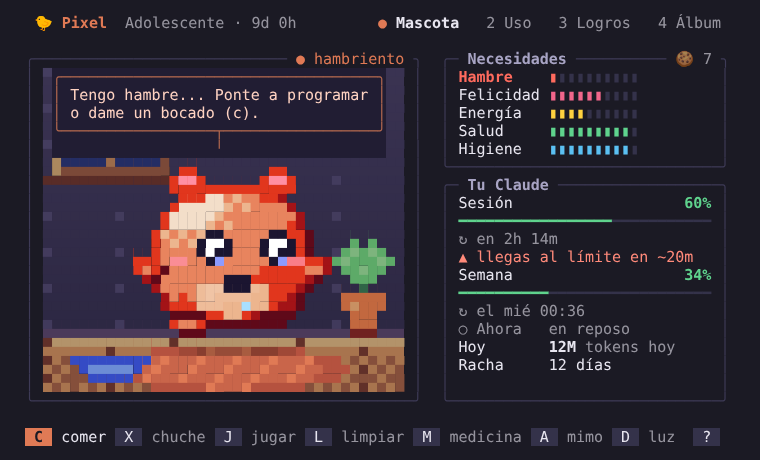 Pixel Adolescente · 9d 0h ● Mascota 2 Uso 3 Logros 4 Álbum
● hambriento
Tengo hambre... Ponte a programar
o dame un bocado (c).
Necesidades 7
Hambre
Felicidad
Energía
Salud
Higiene
Tu Claude
Sesión 60%
↻ en 2h 14m
▲ llegas al límite en ~20m
Semana 34%
↻ el mié 00:36
○ Ahora en reposo
Hoy 12M tokens hoy
Racha 12 días
C comer X chuche J jugar L limpiar M medicina A mimo D luz ?